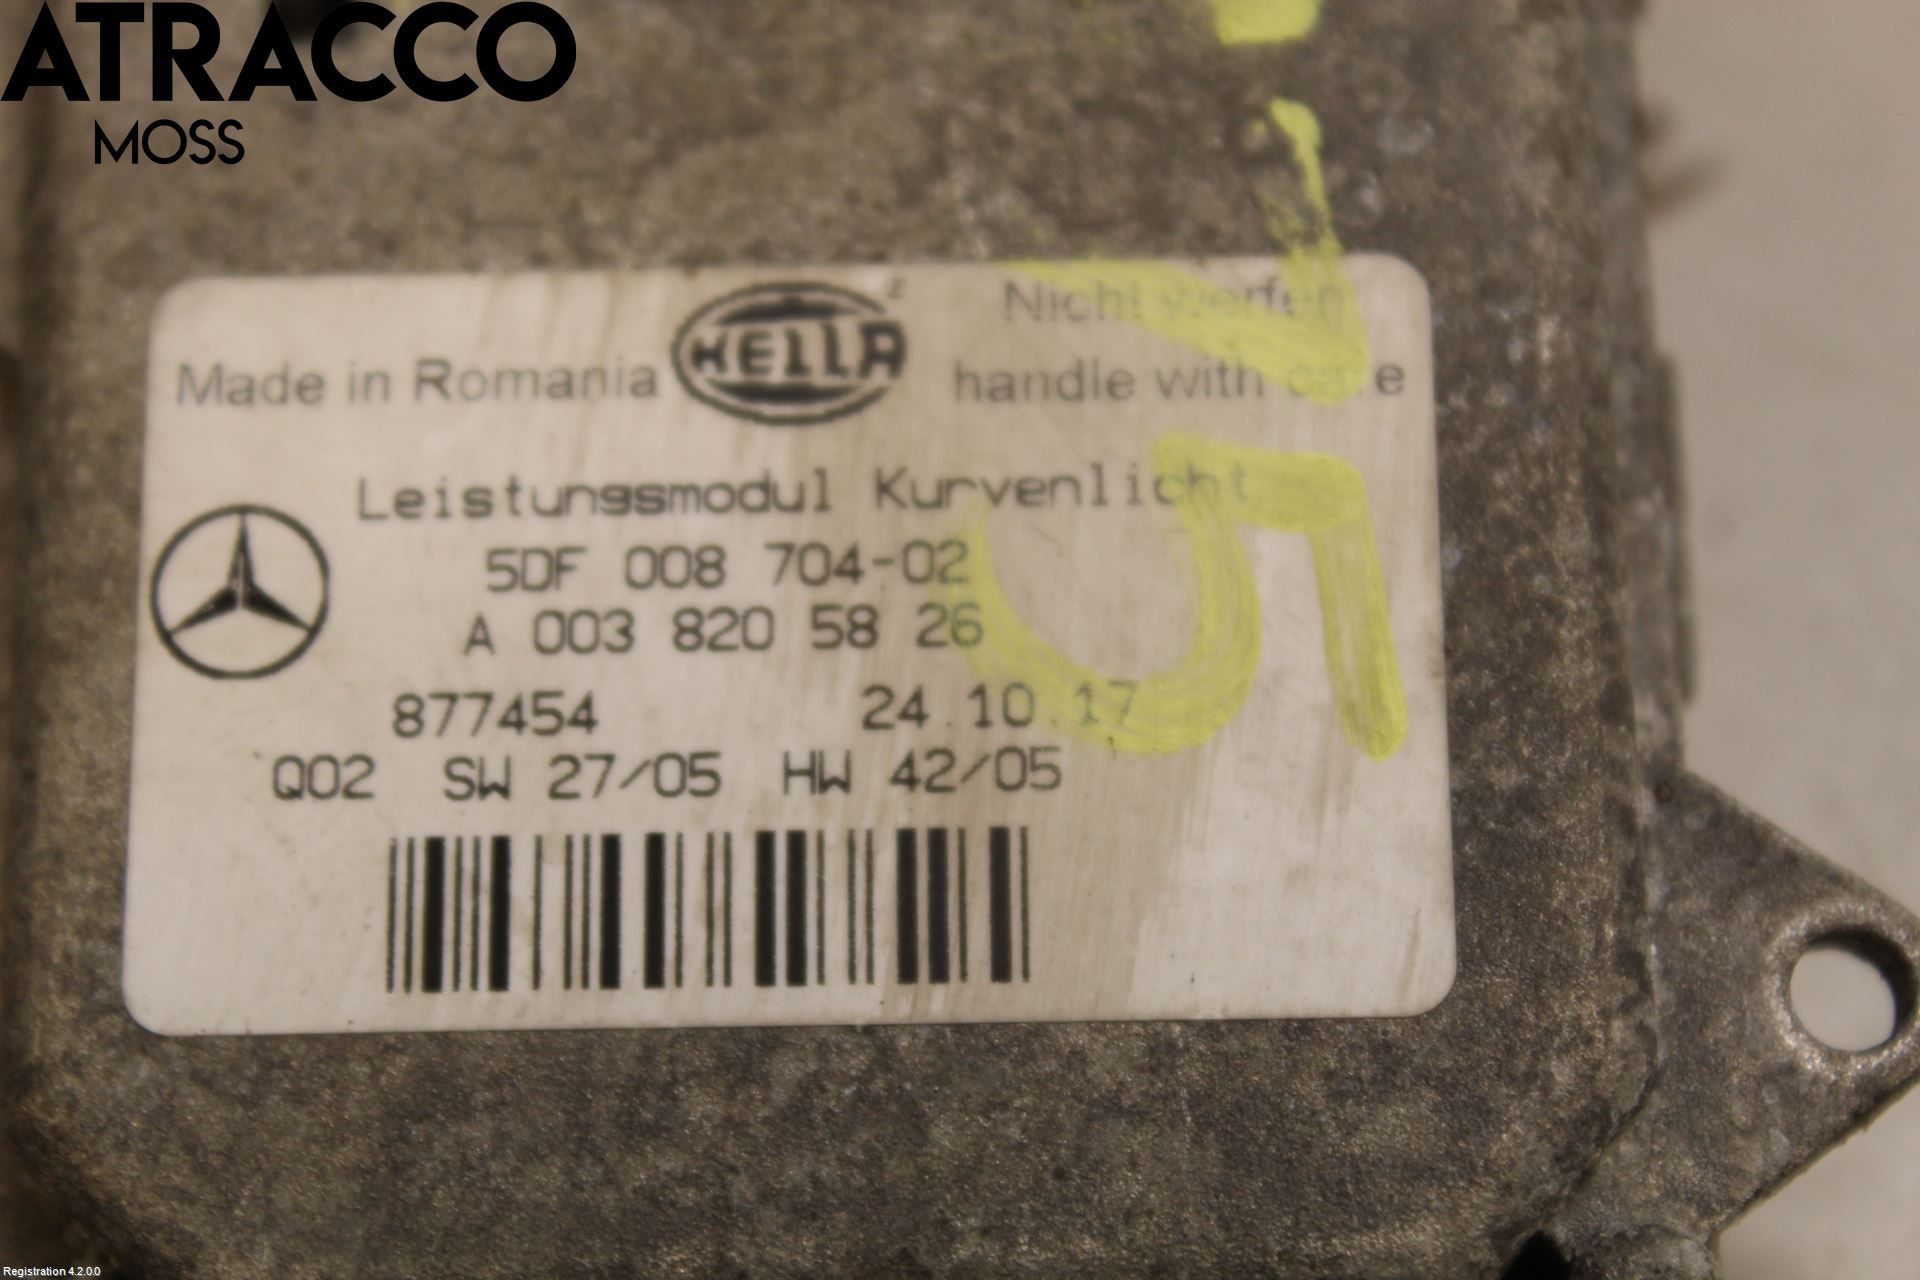 ATRACCO
MOSS
Nicht werfen
Made in Romania HELLA handle with care
Leistungsmodul Kurvenlicht
5DF 008 704-02
A 003 820 58 26
877454 24.10.17
Q02 SW 27/05 HW 42/05
Registration 4.2.0.0